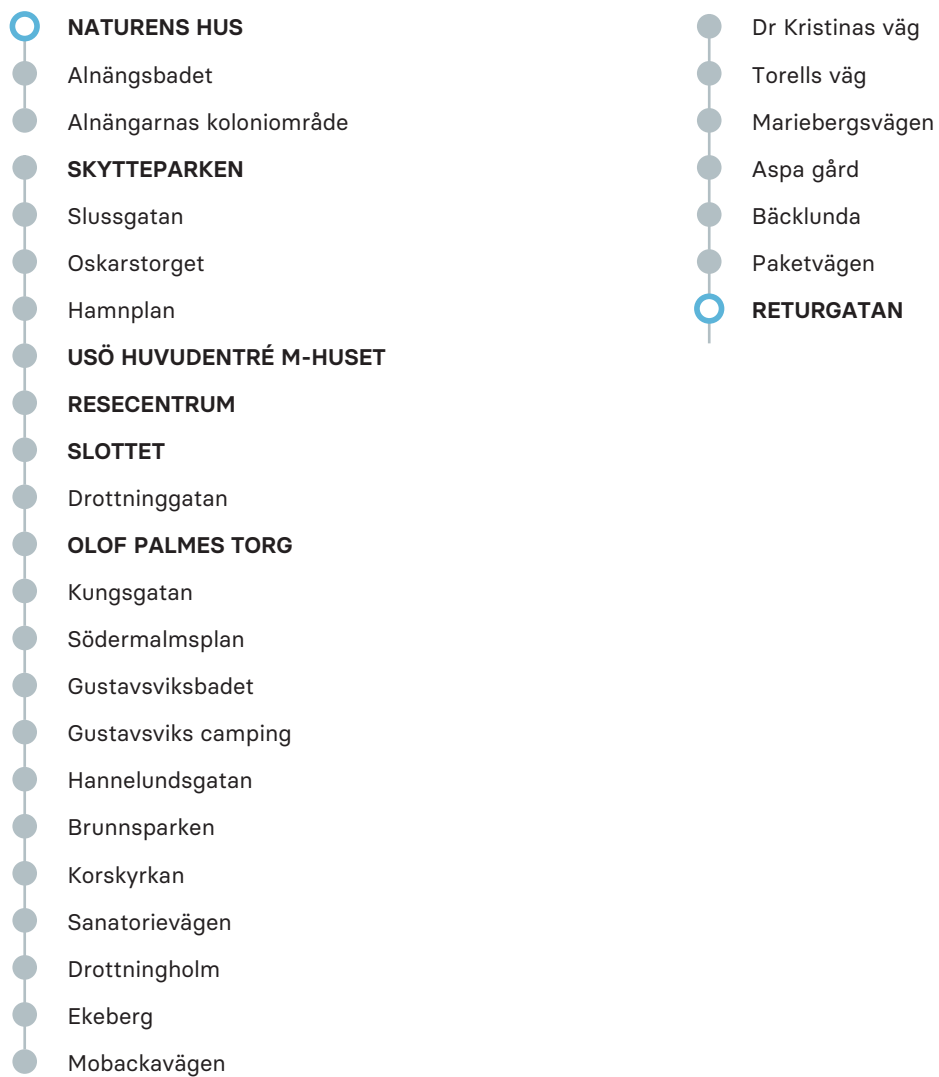 NATURENS HUS
Alnängsbadet
Alnängarnas koloniområde
SKYTTEPARKEN
Slussgatan
Oskarstorget
Hamnplan
USÖ HUVUDENTRÉ M-HUSET
RESECENTRUM
SLOTTET
Drottninggatan
OLOF PALMES TORG
Kungsgatan
Södermalmsplan
Gustavsviksbadet
Gustavsviks camping
Hannelundsgatan
Brunnsparken
Korskyrkan
Sanatorievägen
Drottningholm
Ekeberg
Mobackavägen
Dr Kristinas väg
Torells väg
Mariebergsvägen
Aspa gård
Bäcklunda
Paketvägen
RETURGATAN